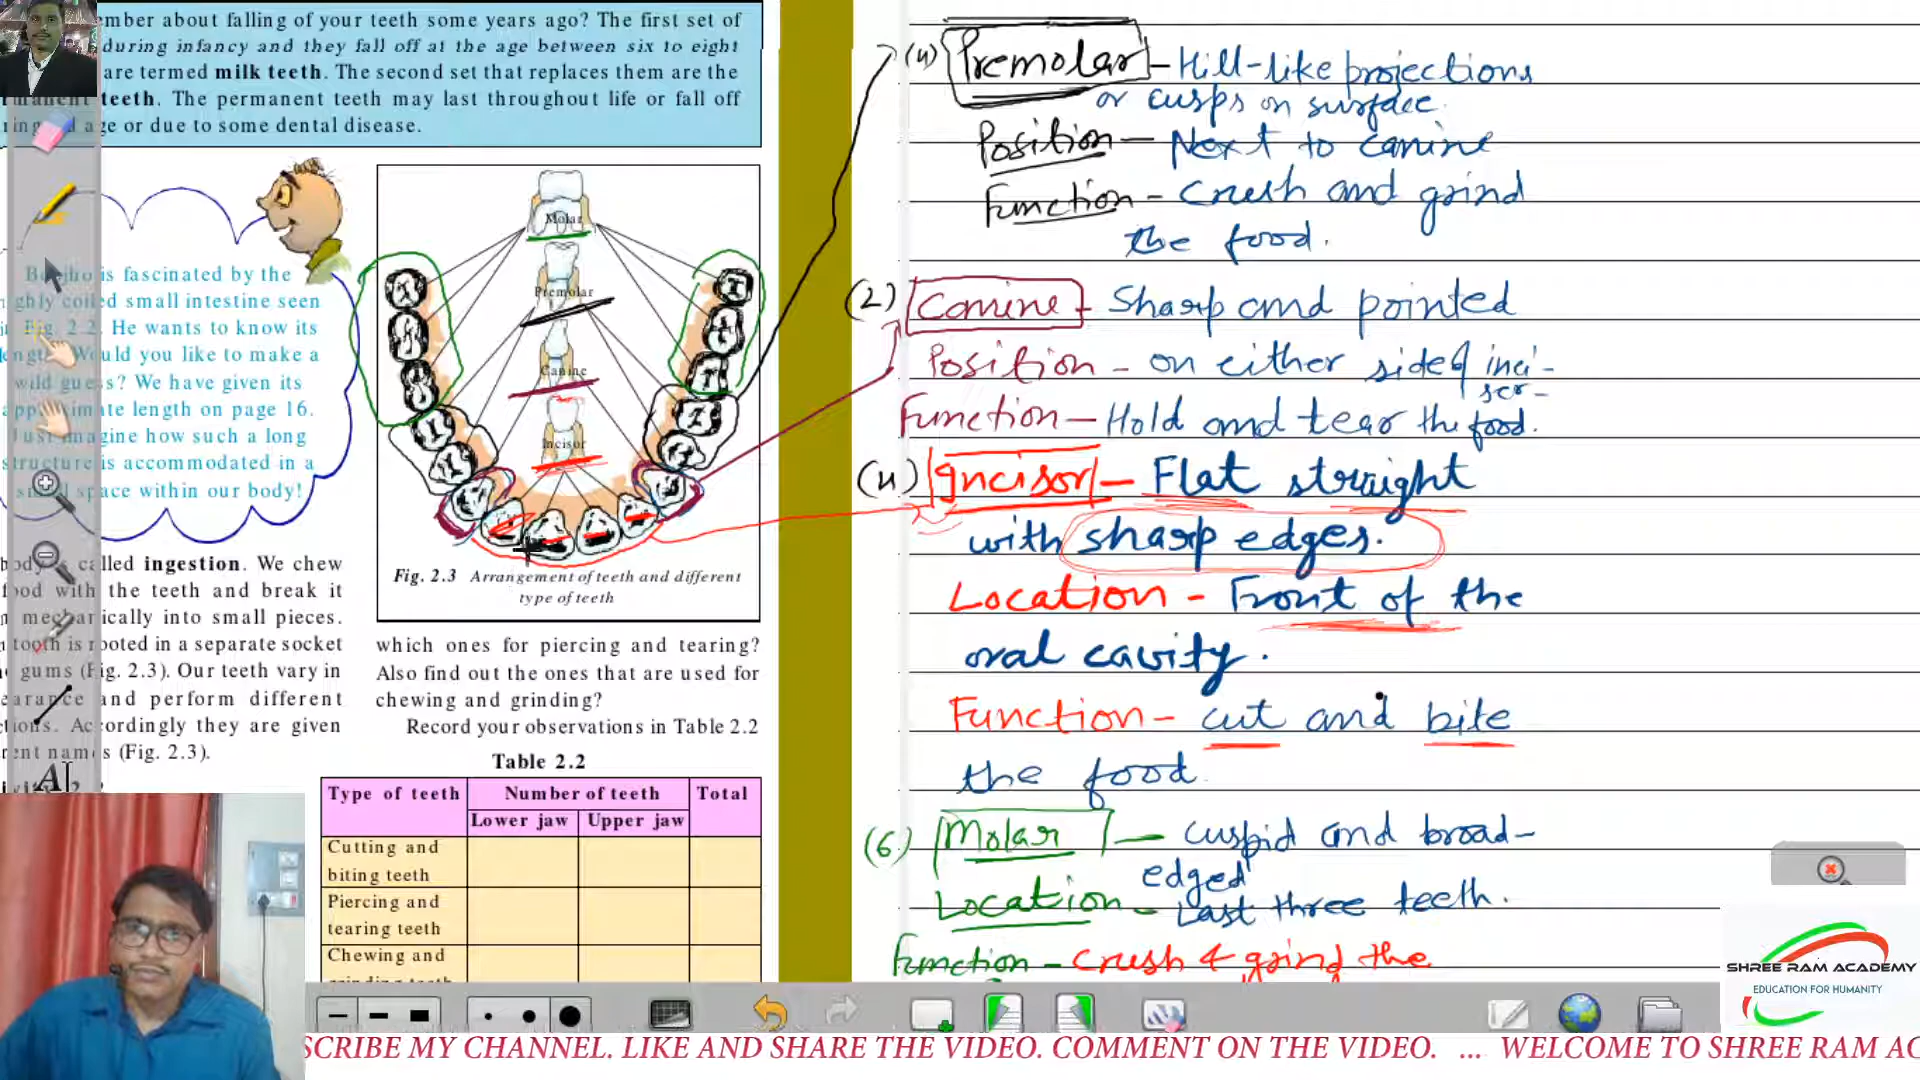 ember about falling of your teeth some years ago? The first set of
during infancy and they fall off at the age between six to eight
are termed milk teeth. The second set that replaces them are the
teeth. The permanent teeth may last throughout life or fall off
age or due to some dental disease.
is fascinated by the
coiled small intestine seen
Fig. 2.2. He wants to know its
Would you like to make a
wild guess? We have given its
length on page 16.
Just imagine how such a long
structure is accommodated in a
space within our body!
Molar
Premolar
Canine
Incisor
Fig. 2.3 Arrangement of teeth and different
type of teeth
called ingestion. We chew
food with the teeth and break it
mechanically into small pieces.
tooth is rooted in a separate socket
gums (Fig. 2.3). Our teeth vary in
and perform different
Accordingly they are given
names (Fig. 2.3).
which ones for piercing and tearing?
Also find out the ones that are used for
chewing and grinding?
Record your observations in Table 2.2
Table 2.2
Type of teeth Number of teeth Total
Lower jaw Upper jaw
Cutting and
biting teeth
Piercing and
tearing teeth
Chewing and
(4) Premolar - Hill-like projections
or cusps on surface.
Position - Next to canine
Function - Crush and grind
the food.
(2) Canine - Sharp and pointed
Position - on either side of inci-
ser-
Function - Hold and tear the food.
Incisor - Flat straight
with sharp edges.
Location - Front of the
oral cavity.
Function - cut and bite
the food.
(6) Molar - cuspid and broad-
edged
Location - Last three teeth.
Function - crush & grind the
SHREE RAM ACADEMY
EDUCATION FOR HUMANITY
SCRIBE MY CHANNEL. LIKE AND SHARE THE VIDEO. COMMENT ON THE VIDEO. ... WELCOME TO SHREE RAM AC